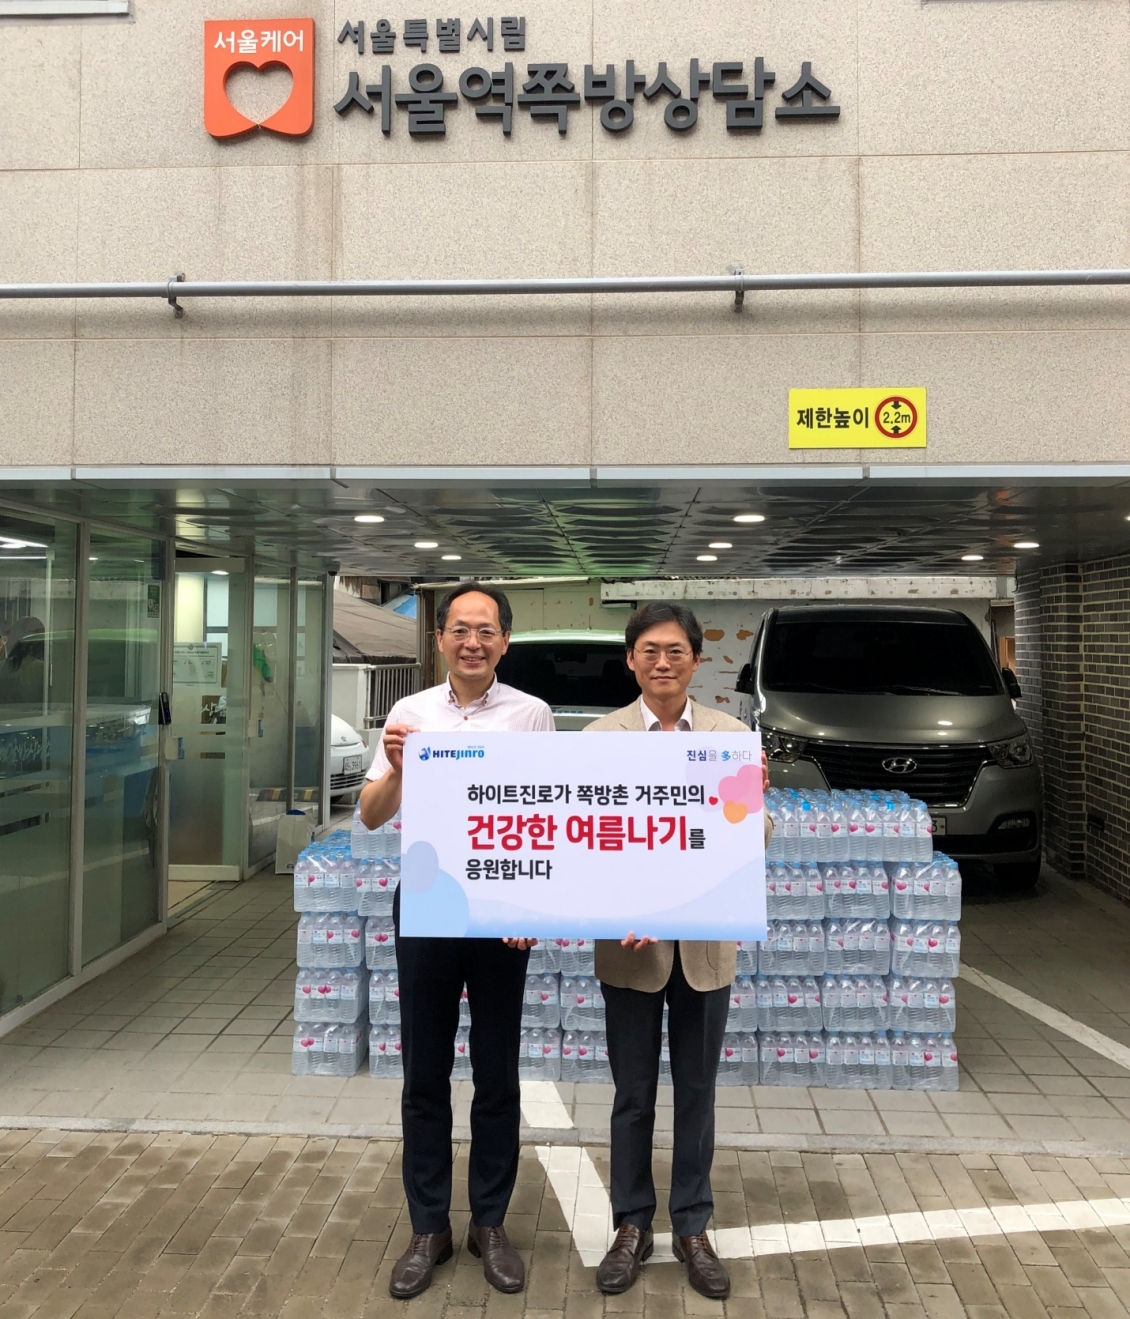 서울케어
서울특별시립
서울역쪽방상담소
제한높이 2.2m
HITEJINRO
진심을 多하다
하이트진로가 쪽방촌 거주민의
건강한 여름나기를
응원합니다